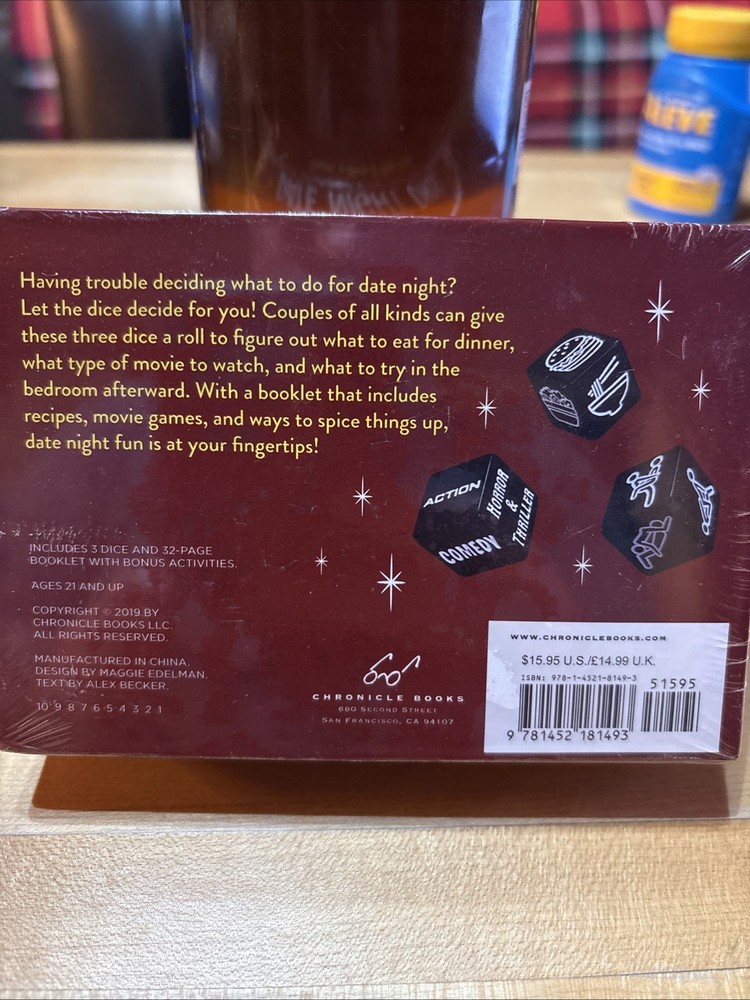 ALEVE
Having trouble deciding what to do for date night?
Let the dice decide for you! Couples of all kinds can give
these three dice a roll to figure out what to eat for dinner,
what type of movie to watch, and what to try in the
bedroom afterward. With a booklet that includes
recipes, movie games, and ways to spice things up,
date night fun is at your fingertips!
ACTION
HORROR
&
THRILLER
COMEDY
INCLUDES 3 DICE AND 32-PAGE
BOOKLET WITH BONUS ACTIVITIES.
AGES 21 AND UP
COPYRIGHT © 2019 BY
CHRONICLE BOOKS LLC.
ALL RIGHTS RESERVED.
MANUFACTURED IN CHINA.
DESIGN BY MAGGIE EDELMAN.
TEXT BY ALEX BECKER.
10 9 8 7 6 5 4 3 2 1
CHRONICLE BOOKS
680 SECOND STREET
SAN FRANCISCO, CA 94107
WWW.CHRONICLEBOOKS.COM
$15.95 U.S./£14.99 U.K.
ISBN: 978-1-4521-8149-3
51595
9 781452 181493